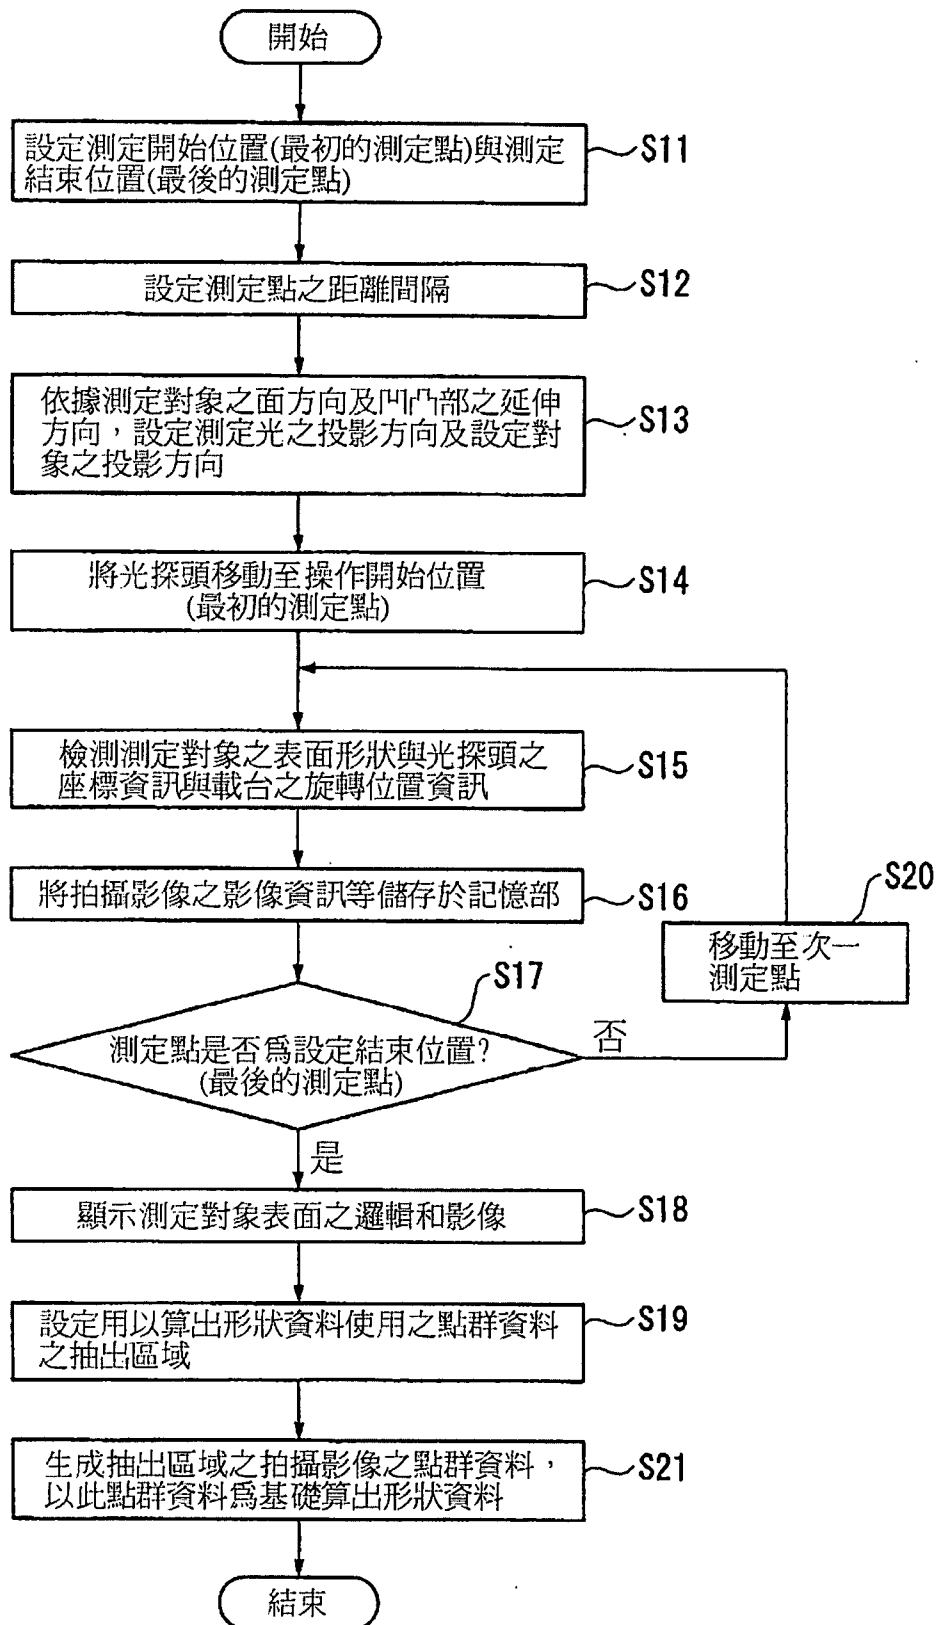 開始
設定測定開始位置(最初的測定點)與測定
結束位置(最後的測定點)
S11
設定測定點之距離間隔
S12
依據測定對象之面方向及凹凸部之延伸
方向，設定測定光之投影方向及設定對
象之投影方向
S13
將光探頭移動至操作開始位置
(最初的測定點)
S14
檢測測定對象之表面形狀與光探頭之
座標資訊與載台之旋轉位置資訊
S15
將拍攝影像之影像資訊等儲存於記憶部
S16
S20
移動至次一
測定點
S17
測定點是否爲設定結束位置?
(最後的測定點)
否
是
顯示測定對象表面之邏輯和影像
S18
設定用以算出形狀資料使用之點群資料
之抽出區域
S19
生成抽出區域之拍攝影像之點群資料，
以此點群資料爲基礎算出形狀資料
S21
結束